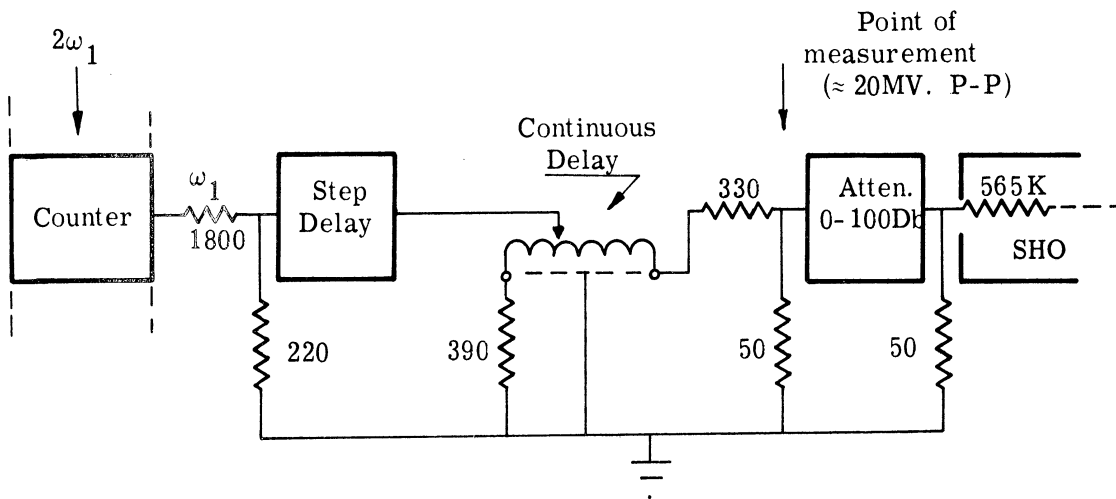 2ω1
Point of
measurement
(≈ 20MV. P-P)
Continuous
Delay
Counter
ω1
1800
Step
Delay
330
Atten.
0-100Db
565K
SHO
220
390
50
50